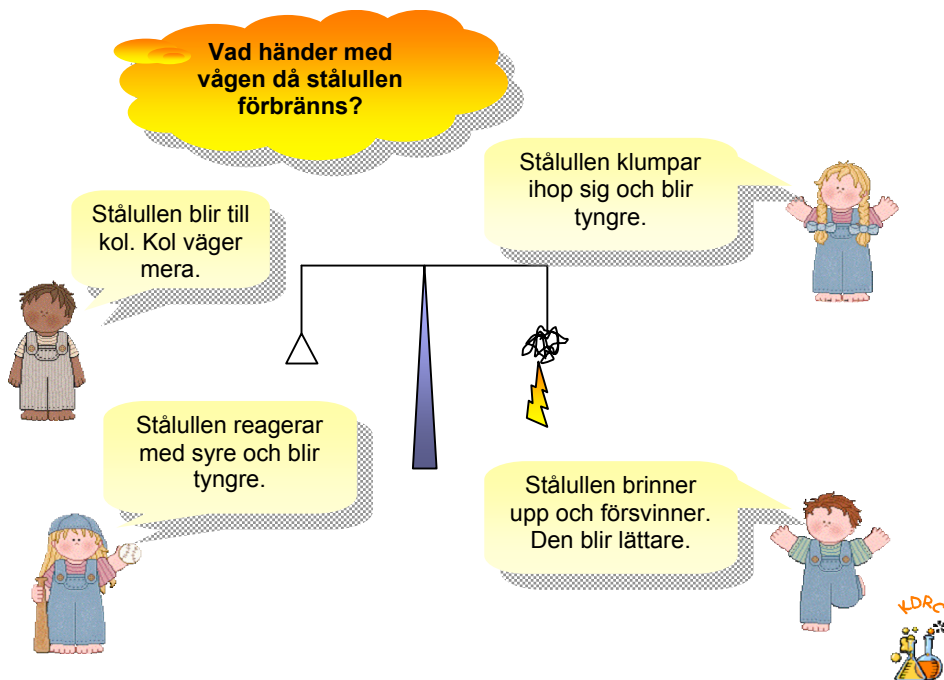 Vad händer med
vågen då stålullen
förbränns?
Stålullen klumpar
ihop sig och blir
tyngre.
Stålullen blir till
kol. Kol väger
mera.
Stålullen reagerar
med syre och blir
tyngre.
Stålullen brinner
upp och försvinner.
Den blir lättare.
KDRC